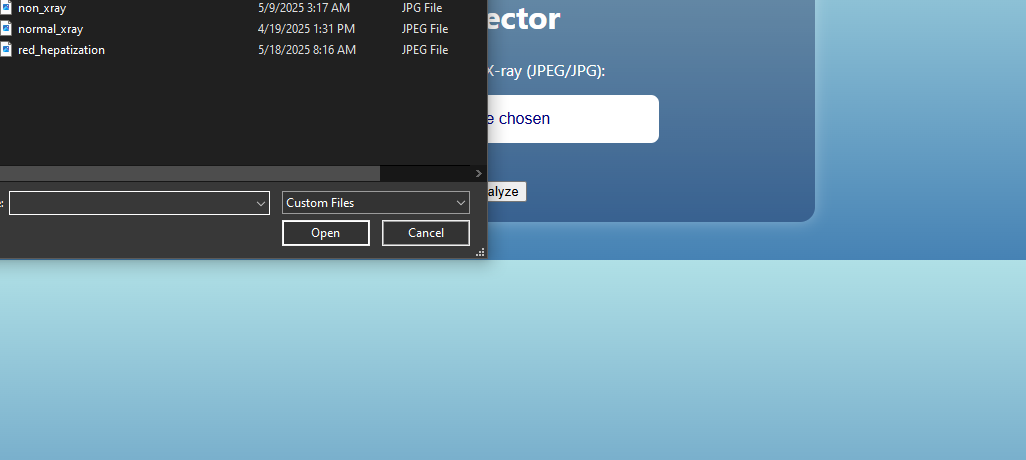 non_xray 5/9/2025 3:17 AM JPG File
normal_xray 4/19/2025 1:31 PM JPEG File
red_hepatization 5/18/2025 8:16 AM JPEG File
ector
X-ray (JPEG/JPG):
e chosen
alyze
Custom Files
Open Cancel